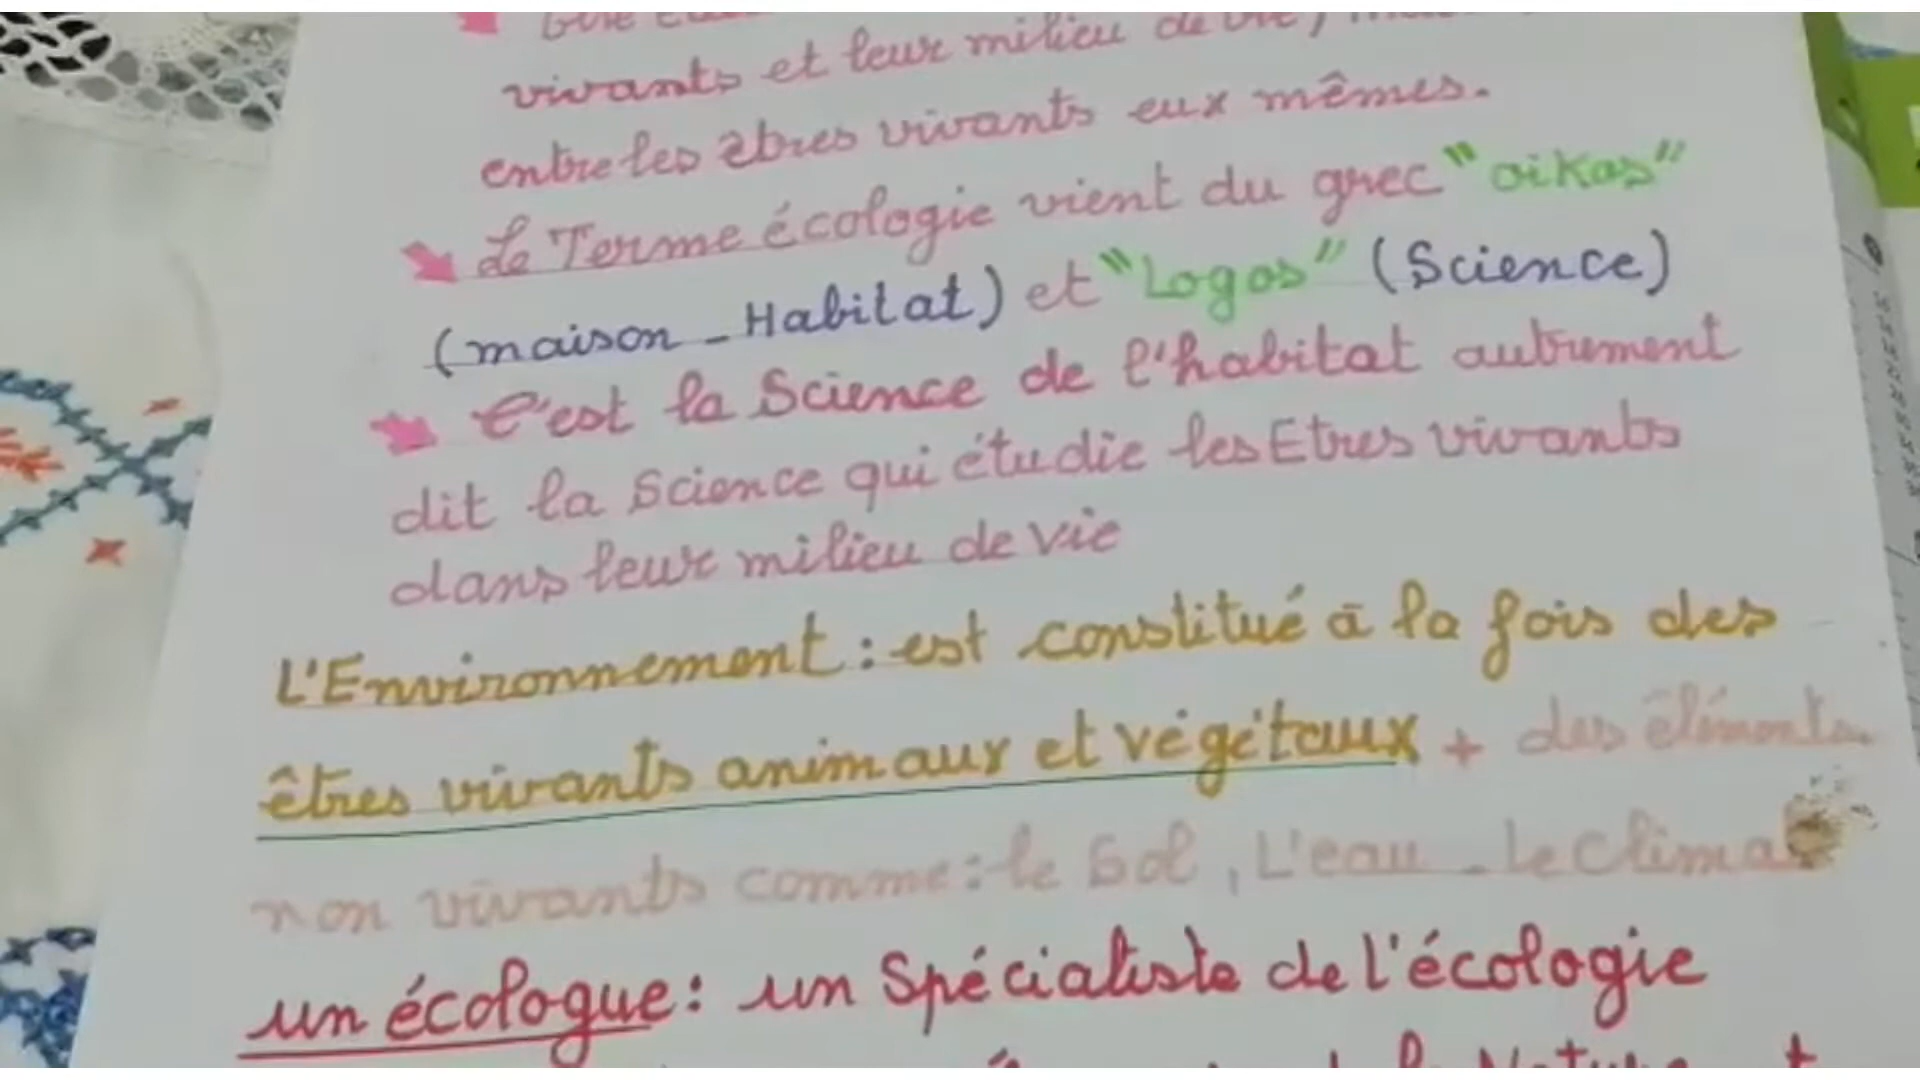 vivants et leur milieu de vie,
entre les êtres vivants eux mêmes.
Le Terme écologie vient du grec "oikos"
(maison - Habitat) et "Logos" (Science)
C'est la Science de l'habitat autrement
dit la Science qui étudie les Etres vivants
dans leur milieu de vie
L'Environnement : est constitué à la fois des
êtres vivants animaux et végétaux + des éléments
non vivants comme : le Sol, L'eau - Le Climat
un écologue : un Spécialiste de l'écologie